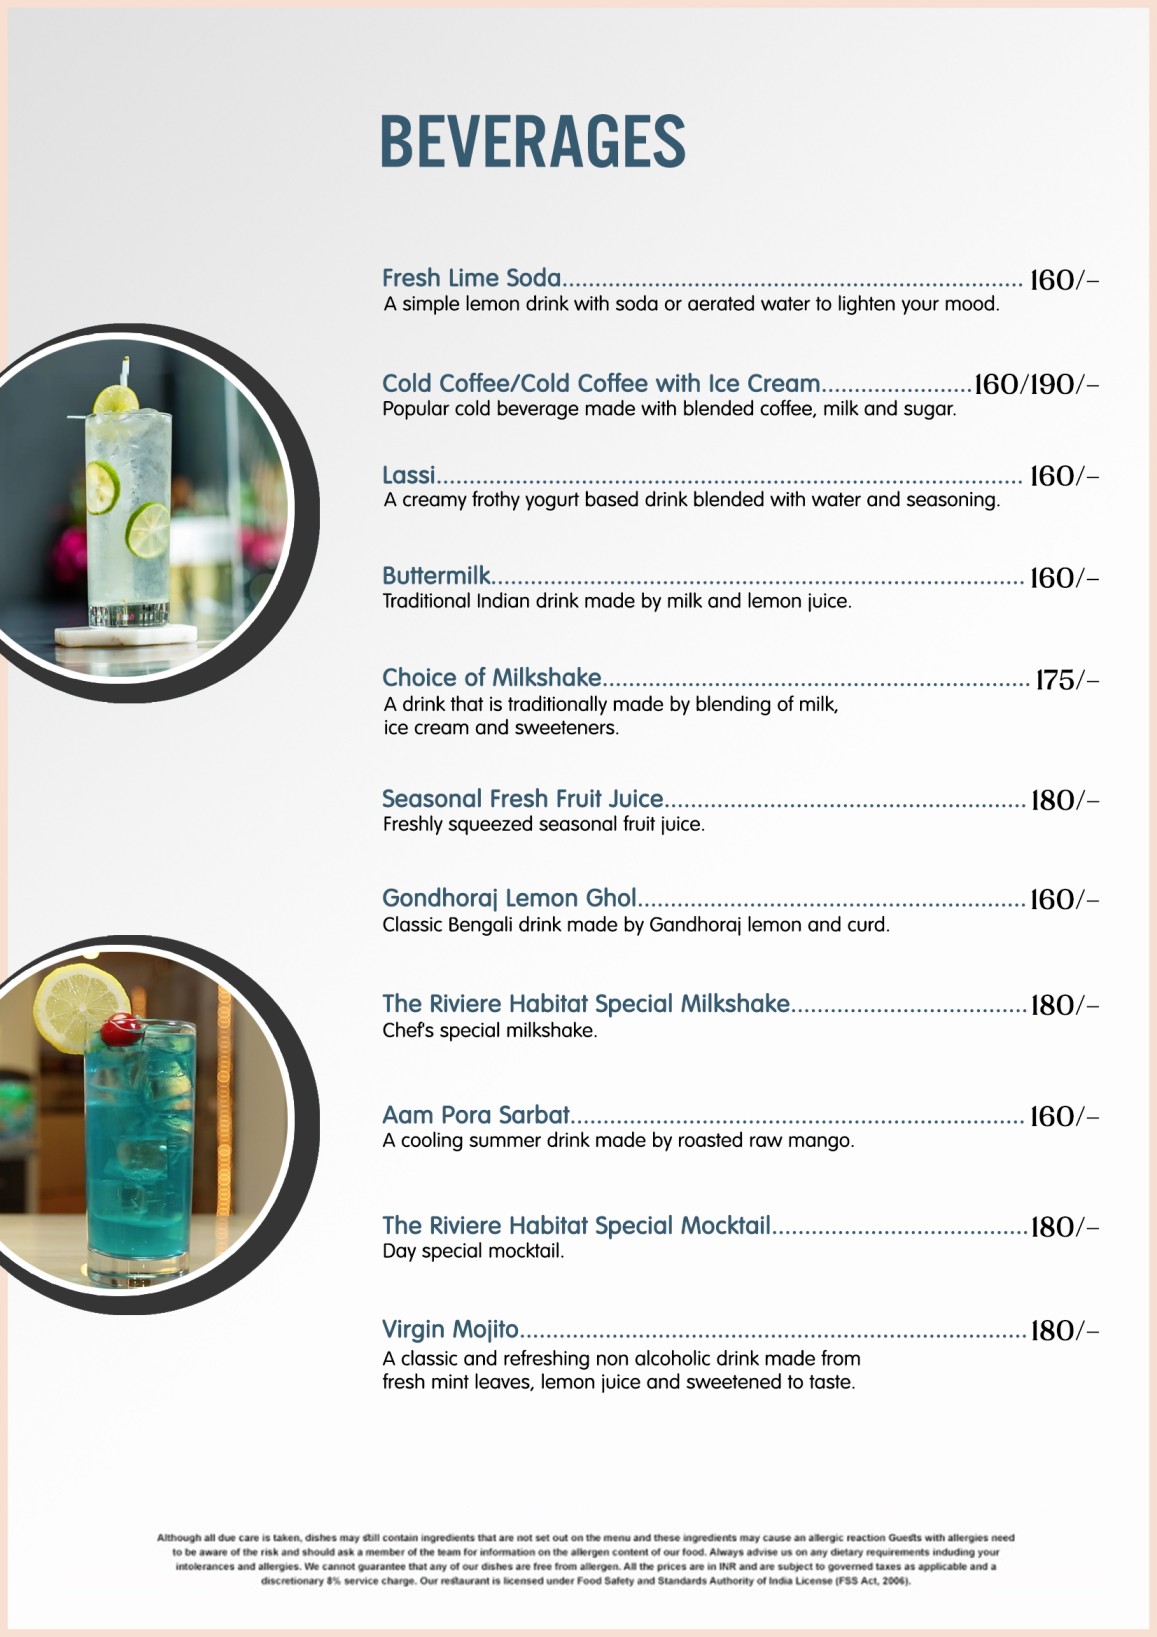 BEVERAGES
Fresh Lime Soda.......................................................... 160/-
A simple lemon drink with soda or aerated water to lighten your mood.
Cold Coffee/Cold Coffee with Ice Cream...................160/190/-
Popular cold beverage made with blended coffee, milk and sugar.
Lassi.......................................................................... 160/-
A creamy frothy yogurt based drink blended with water and seasoning.
Buttermilk................................................................... 160/-
Traditional Indian drink made by milk and lemon juice.
Choice of Milkshake...................................................... 175/-
A drink that is traditionally made by blending of milk,
ice cream and sweeteners.
Seasonal Fresh Fruit Juice.............................................. 180/-
Freshly squeezed seasonal fruit juice.
Gondhoraj Lemon Ghol................................................. 160/-
Classic Bengali drink made by Gandhoraj lemon and curd.
The Riviere Habitat Special Milkshake..............................180/-
Chef's special milkshake.
Aam Pora Sarbat......................................................... 160/-
A cooling summer drink made by roasted raw mango.
The Riviere Habitat Special Mocktail................................180/-
Day special mocktail.
Virgin Mojito................................................................180/-
A classic and refreshing non alcoholic drink made from
fresh mint leaves, lemon juice and sweetened to taste.
Although all due care is taken, dishes may still contain ingredients that are not set out on the menu and these ingredients may cause an allergic reaction Guests with allergies need
to be aware of the risk and should ask a member of the team for information on the allergen content of our food. Always advise us on any dietary requirements including your
intolerances and allergies. We cannot guarantee that any of our dishes are free from allergen. All the prices are in INR and are subject to governed taxes as applicable and a
discretionary 8% service charge. Our restaurant is licensed under Food Safety and Standards Authority of India License (FSS Act, 2006).